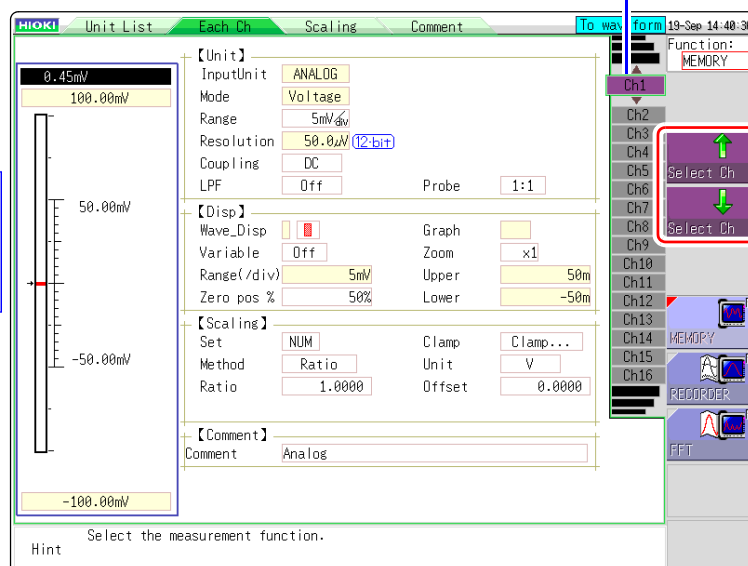 HIOKI Unit List Each Ch Scaling Comment To waveform 19-Sep 14:40:30
Function:
MEMORY
0.45mV
100.00mV
50.00mV
-50.00mV
-100.00mV
【Unit】
InputUnit ANALOG
Mode Voltage
Range 5mV/div
Resolution 50.0µV (12-bit)
Coupling DC
LPF Off Probe 1:1
【Disp】
Wave_Disp Graph
Variable Off Zoom x1
Range(/div) 5mV Upper 50m
Zero pos % 50% Lower -50m
【Scaling】
Set NUM Clamp Clamp...
Method Ratio Unit V
Ratio 1.0000 Offset 0.0000
【Comment】
Comment Analog
Ch1
Ch2
Ch3
Ch4
Ch5
Ch6
Ch7
Ch8
Ch9
Ch10
Ch11
Ch12
Ch13
Ch14
Ch15
Ch16
Select Ch
Select Ch
MEMORY
RECORDER
FFT
Select the measurement function.
Hint